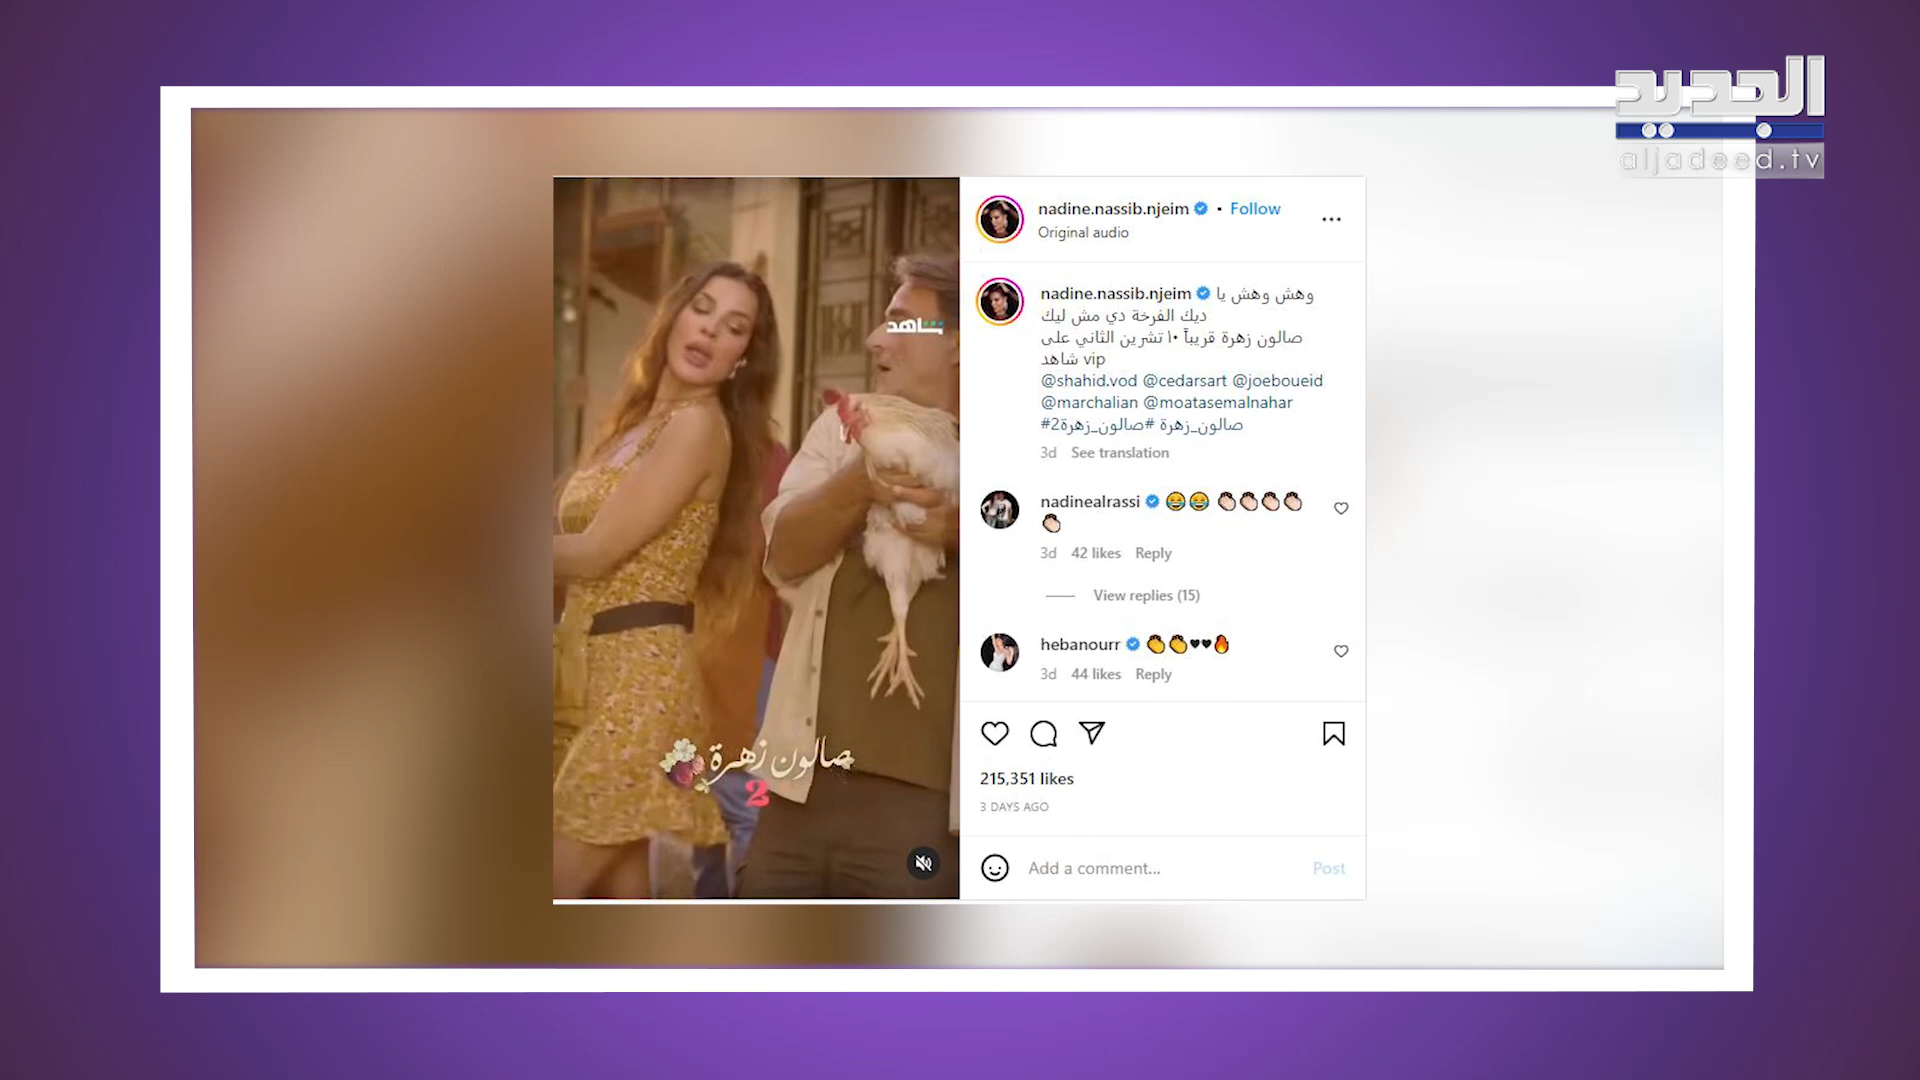 الجديد
aljadeed.tv
شاهد
صالون زهرة
2
nadine.nassib.njeim • Follow
Original audio
nadine.nassib.njeim وهش وهش يا
ديك الفرخة دي مش ليك
صالون زهرة قريباً ١٠ تشرين الثاني على
شاهد vip
@shahid.vod @cedarsart @joeboueid
@marchalian @moatasemalnahar
#صالون_زهرة #صالون_زهرة2
3d See translation
nadinealrassi 😂😂 👏🏻👏🏻👏🏻👏🏻
👏🏻
3d 42 likes Reply
View replies (15)
hebanourr 👏👏🖤🖤🔥
3d 44 likes Reply
215,351 likes
3 DAYS AGO
Add a comment... Post